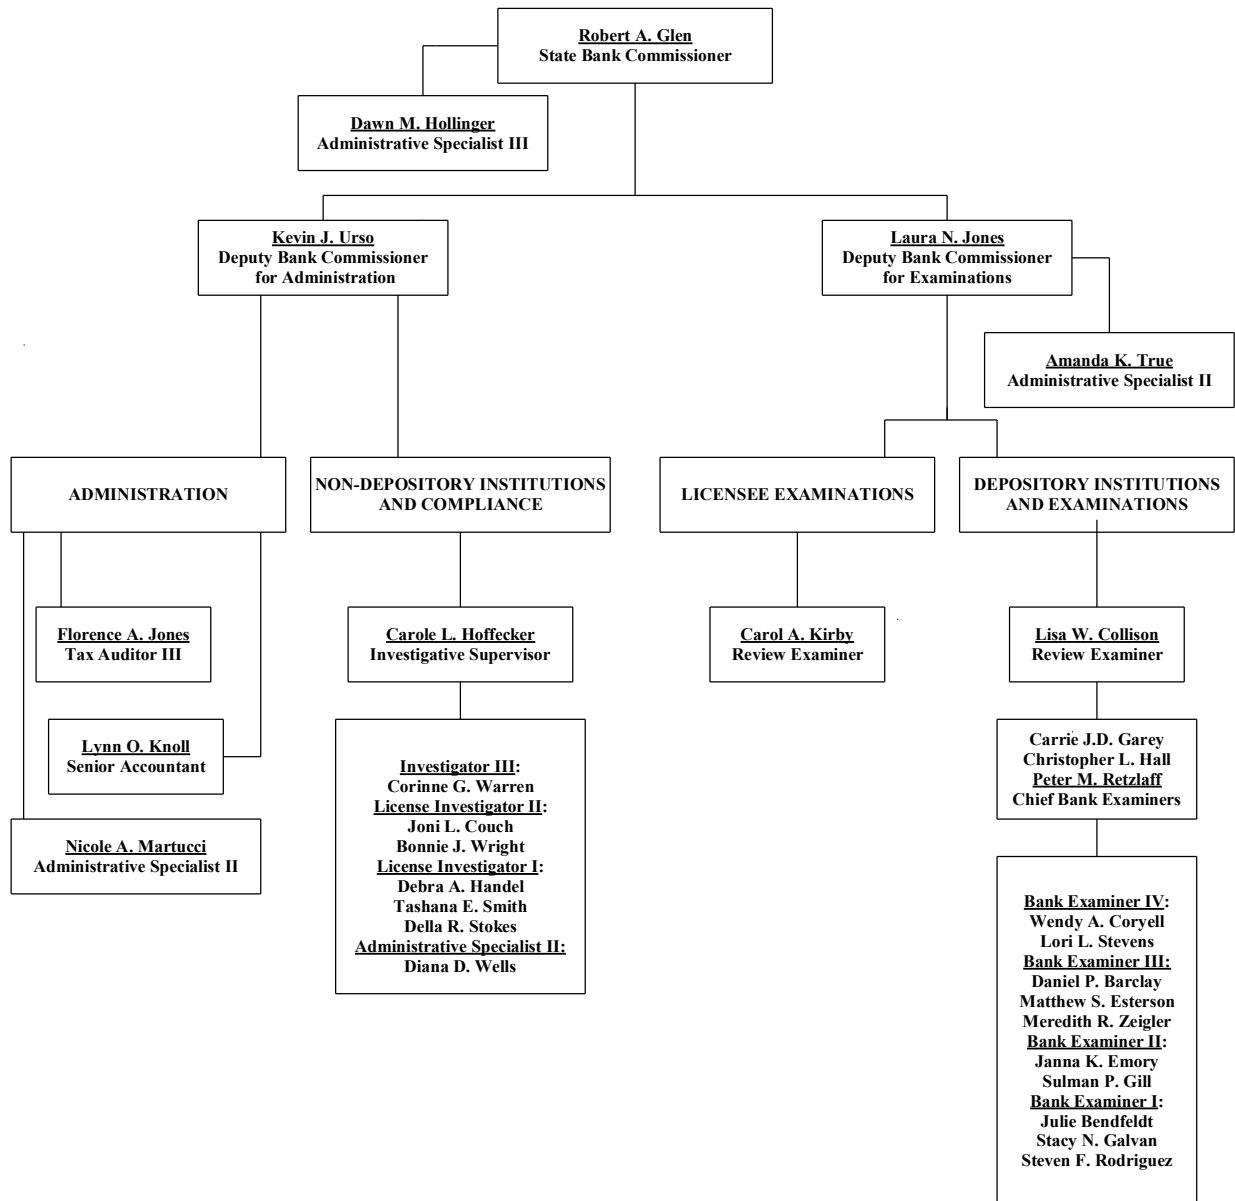 Robert A. Glen
State Bank Commissioner
Dawn M. Hollinger
Administrative Specialist III
Kevin J. Urso
Deputy Bank Commissioner
for Administration
Laura N. Jones
Deputy Bank Commissioner
for Examinations
Amanda K. True
Administrative Specialist II
ADMINISTRATION
NON-DEPOSITORY INSTITUTIONS
AND COMPLIANCE
LICENSEE EXAMINATIONS
DEPOSITORY INSTITUTIONS
AND EXAMINATIONS
Florence A. Jones
Tax Auditor III
Carole L. Hoffecker
Investigative Supervisor
Carol A. Kirby
Review Examiner
Lisa W. Collison
Review Examiner
Lynn O. Knoll
Senior Accountant
Nicole A. Martucci
Administrative Specialist II
Investigator III:
Corinne G. Warren
License Investigator II:
Joni L. Couch
Bonnie J. Wright
License Investigator I:
Debra A. Handel
Tashana E. Smith
Della R. Stokes
Administrative Specialist II:
Diana D. Wells
Carrie J.D. Garey
Christopher L. Hall
Peter M. Retzlaff
Chief Bank Examiners
Bank Examiner IV:
Wendy A. Coryell
Lori L. Stevens
Bank Examiner III:
Daniel P. Barclay
Matthew S. Esterson
Meredith R. Zeigler
Bank Examiner II:
Janna K. Emory
Sulman P. Gill
Bank Examiner I:
Julie Bendfeldt
Stacy N. Galvan
Steven F. Rodriguez